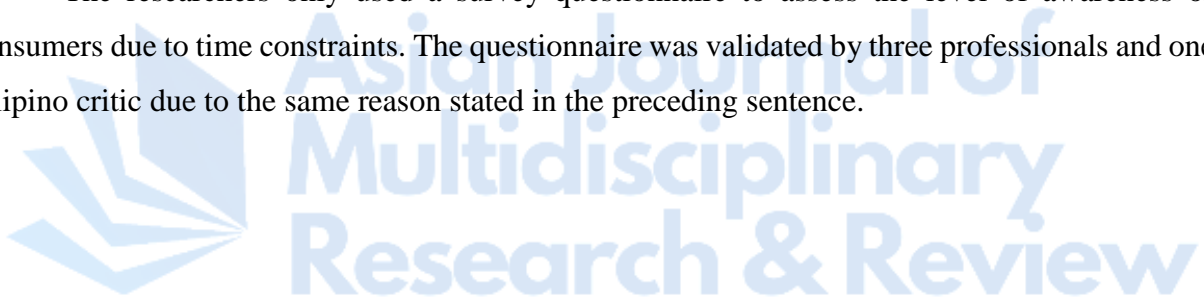 The researchers only used a survey questionnaire to assess the level of awareness o
nsumers due to time constraints. The questionnaire was validated by three professionals and one
lipino critic due to the same reason stated in the preceding sentence.
Asian Journal of
Multidisciplinary
Research & Review